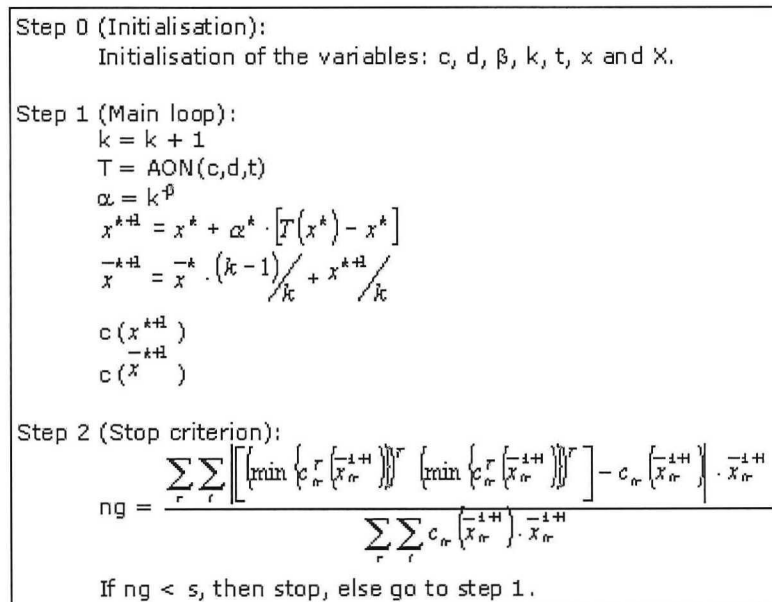 Step 0 (Initialisation):
Initialisation of the variables: c, d, β, k, t, x and X.
Step 1 (Main loop):
k = k + 1
T = AON(c,d,t)
α = k^-β
x^{k+1} = x^k + α^k · [T(x^k) − x^k]
x̄^{k+1} = x̄^k · (k−1)/k + x^{k+1}/k
c(x^{k+1})
c(x̄^{k+1})
Step 2 (Stop criterion):
ng =
If ng < s, then stop, else go to step 1.